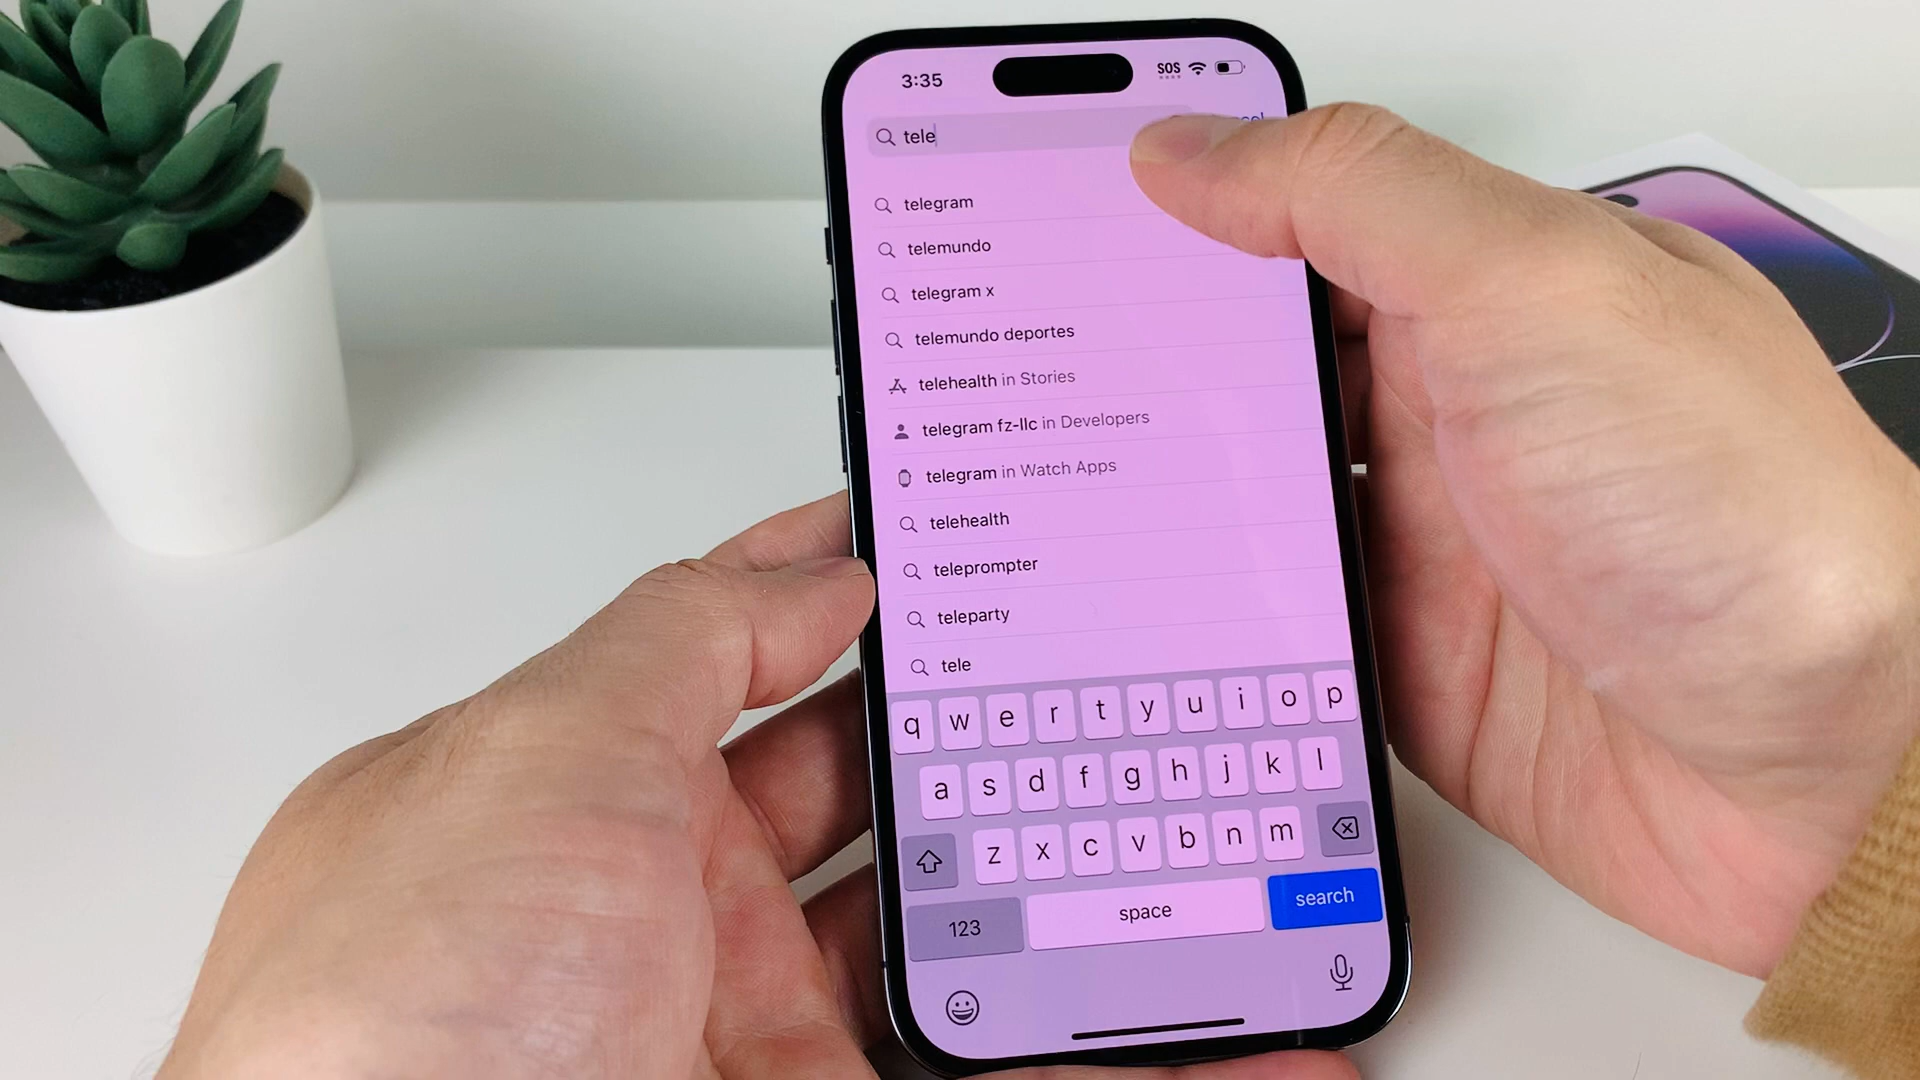 3:35 SOS
tele
telegram
telemundo
telegram x
telemundo deportes
telehealth in Stories
telegram fz-llc in Developers
telegram in Watch Apps
telehealth
teleprompter
teleparty
tele
q w e r t y u i o p
a s d f g h j k l
z x c v b n m
123 space search